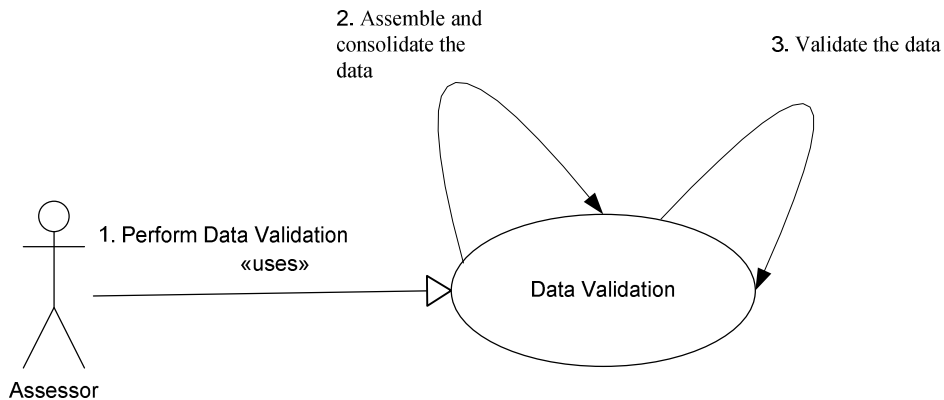 2. Assemble and
consolidate the
data
3. Validate the data
1. Perform Data Validation
«uses»
Data Validation
Assessor